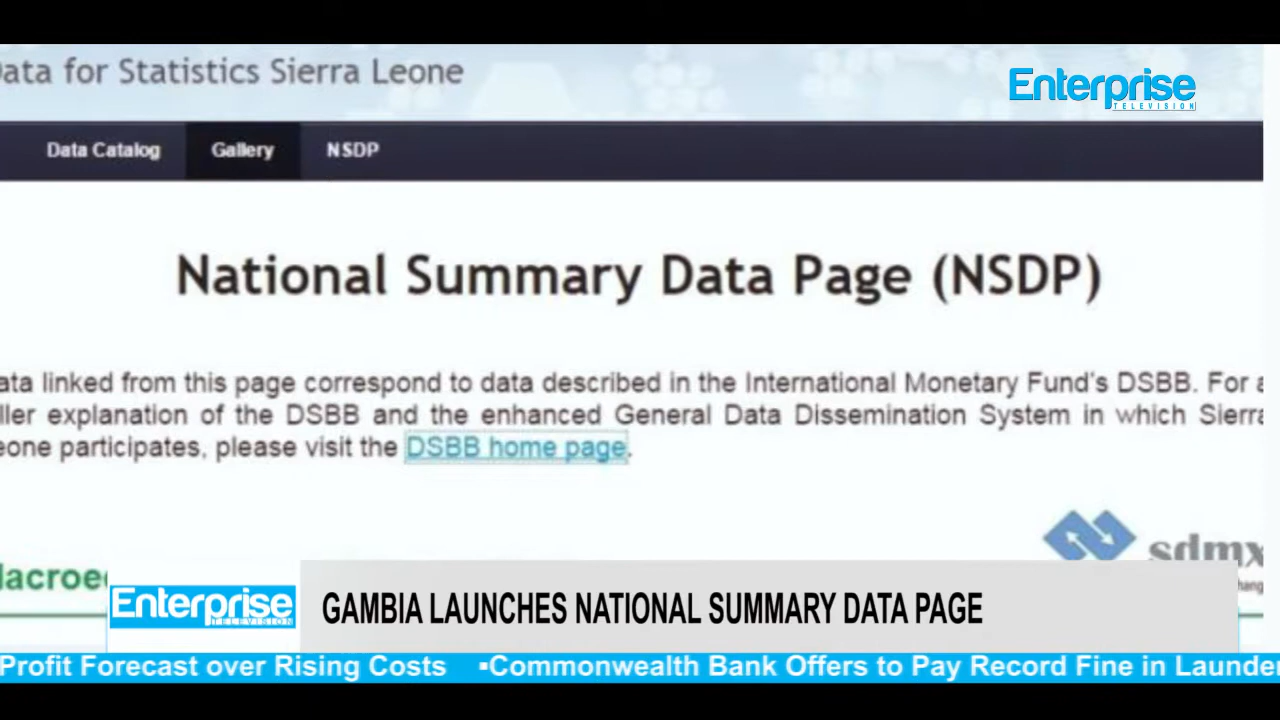 ata for Statistics Sierra Leone
Enterprise
TELEVISION
Data Catalog Gallery NSDP
National Summary Data Page (NSDP)
ata linked from this page correspond to data described in the International Monetary Fund's DSBB. For a
ller explanation of the DSBB and the enhanced General Data Dissemination System in which Sierra
eone participates, please visit the DSBB home page.
sdmx
hang
lacroe
Enterprise
TELEVISION
GAMBIA LAUNCHES NATIONAL SUMMARY DATA PAGE
Profit Forecast over Rising Costs ▪Commonwealth Bank Offers to Pay Record Fine in Launder